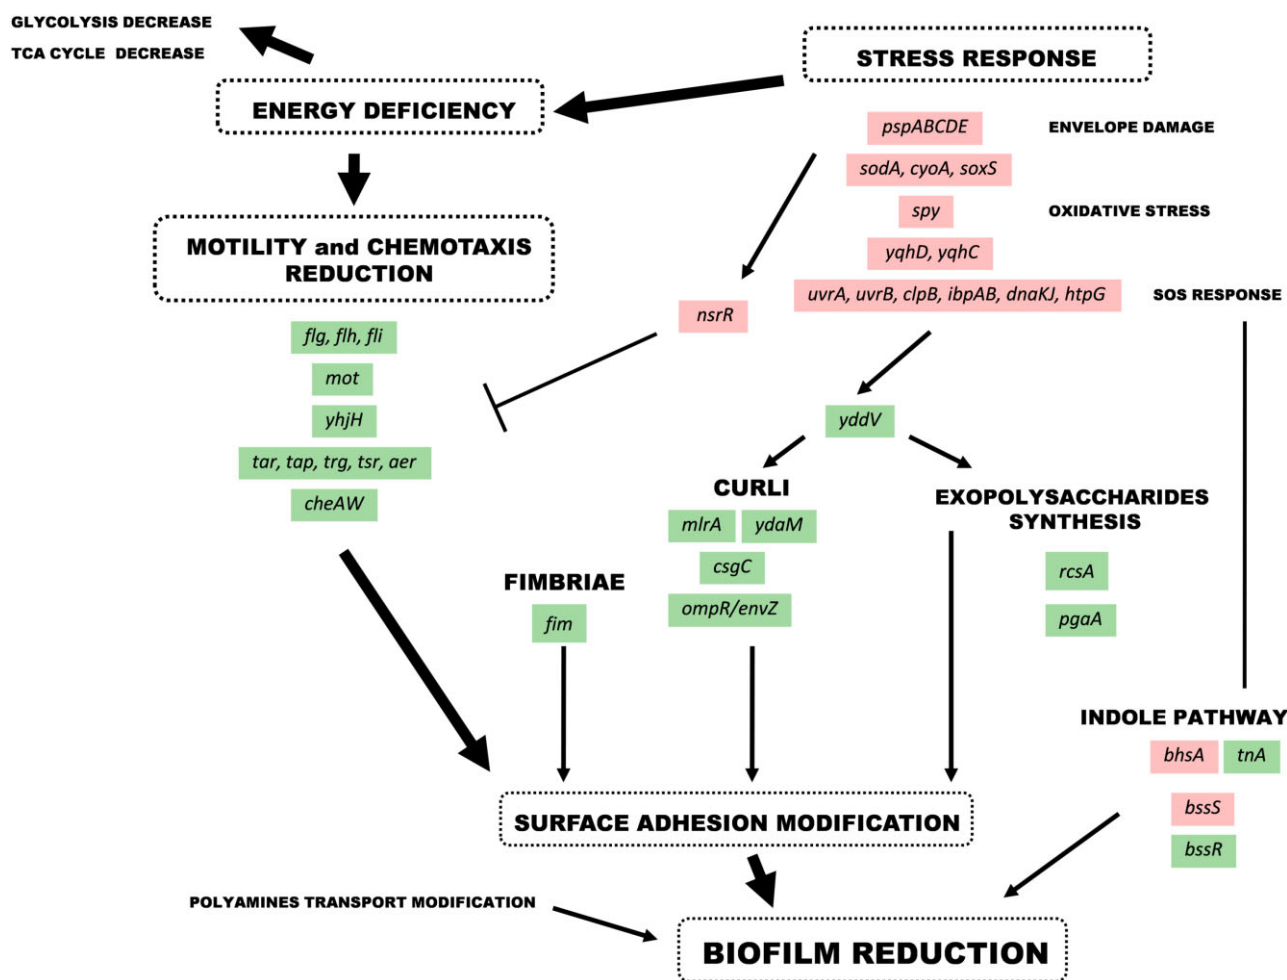 GLYCOLYSIS DECREASE
TCA CYCLE DECREASE
STRESS RESPONSE
ENERGY DEFICIENCY
pspABCDE
ENVELOPE DAMAGE
sodA, cyoA, soxS
spy
OXIDATIVE STRESS
yqhD, yqhC
uvrA, uvrB, clpB, ibpAB, dnaKJ, htpG
SOS RESPONSE
MOTILITY and CHEMOTAXIS
REDUCTION
nsrR
flg, flh, fli
mot
yhjH
tar, tap, trg, tsr, aer
cheAW
yddV
CURLI
mlrA
ydaM
csgC
ompR/envZ
EXOPOLYSACCHARIDES
SYNTHESIS
rcsA
pgaA
FIMBRIAE
fim
INDOLE PATHWAY
bhsA
tnA
bssS
bssR
SURFACE ADHESION MODIFICATION
POLYAMINES TRANSPORT MODIFICATION
BIOFILM REDUCTION